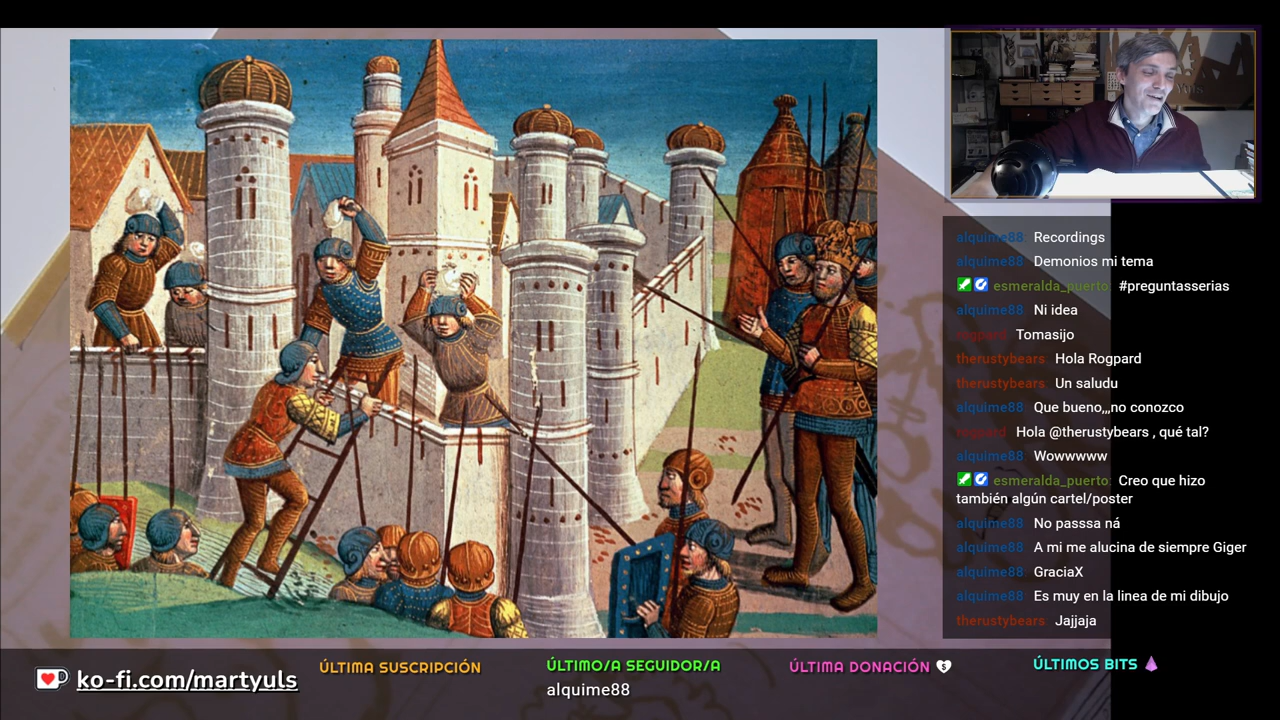 alquime88 Recordings
alquime88 Demonios mi tema
esmeralda_puerto: #preguntasserias
alquime88 Ni idea
rogpard Tomasijo
therustybears Hola Rogpard
therustybears Un saludu
alquime88 Que bueno,,,no conozco
rogpard Hola @therustybears , qué tal?
alquime88 Wowwwww
esmeralda_puerto: Creo que hizo
también algún cartel/poster
alquime88 No passsa ná
alquime88 A mi me alucina de siempre Giger
alquime88 GraciaX
alquime88 Es muy en la linea de mi dibujo
therustybears Jajjaja
ko-fi.com/martyuls
ÚLTIMA SUSCRIPCIÓN
ÚLTIMO/A SEGUIDOR/A
alquime88
ÚLTIMA DONACIÓN
ÚLTIMOS BITS